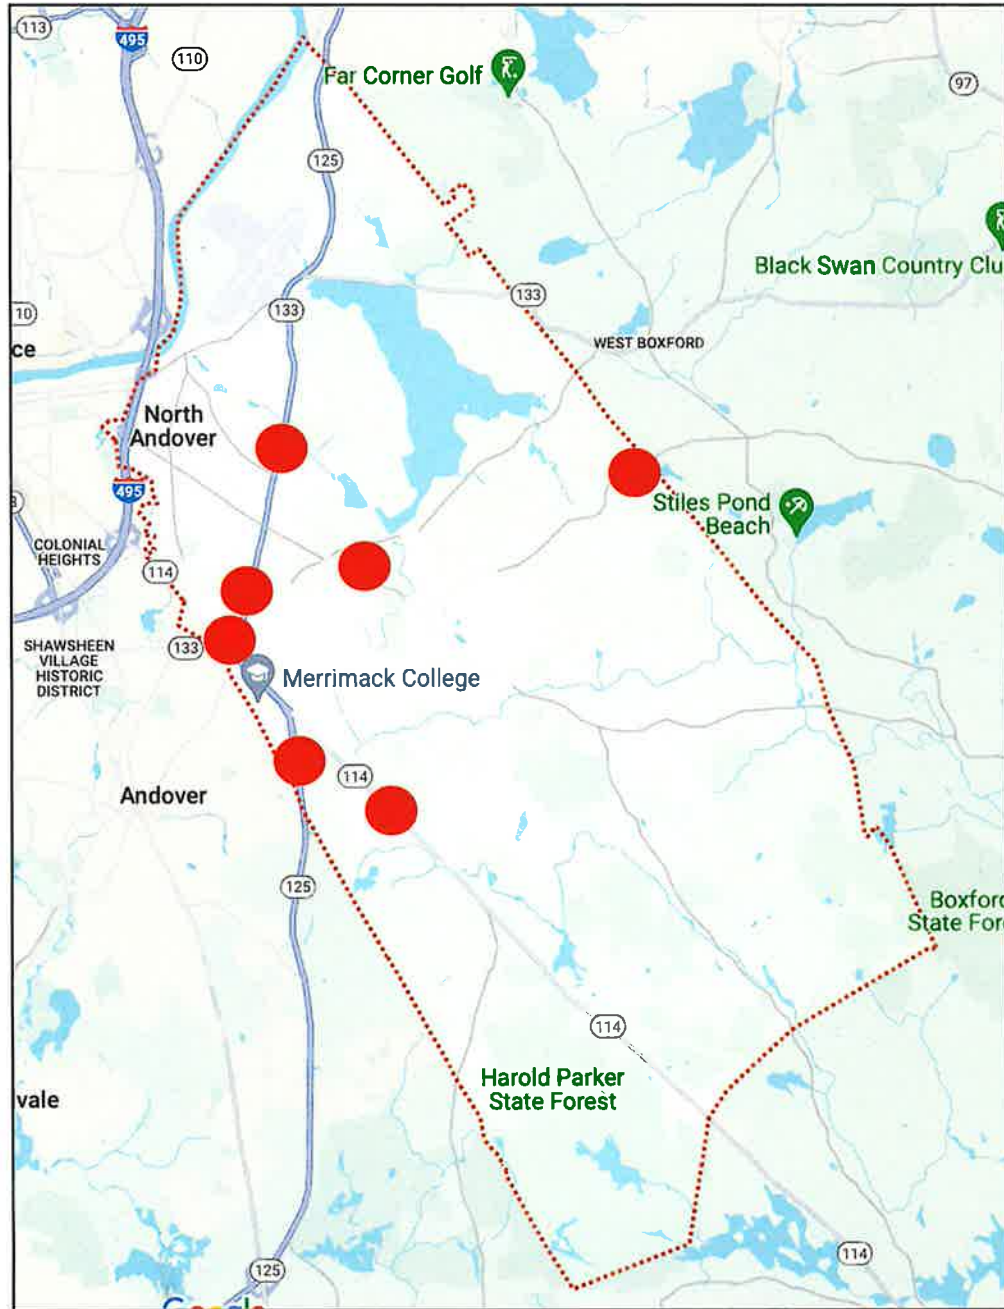 113
495
110
Far Corner Golf
97
125
Black Swan Country Clu
133
133
10
ce
WEST BOXFORD
North
Andover
495
Stiles Pond
Beach
COLONIAL
HEIGHTS
114
133
SHAWSHEEN
VILLAGE
HISTORIC
DISTRICT
Merrimack College
114
Andover
125
Boxford
State Fore
114
Harold Parker
State Forest
vale
114
125
Google